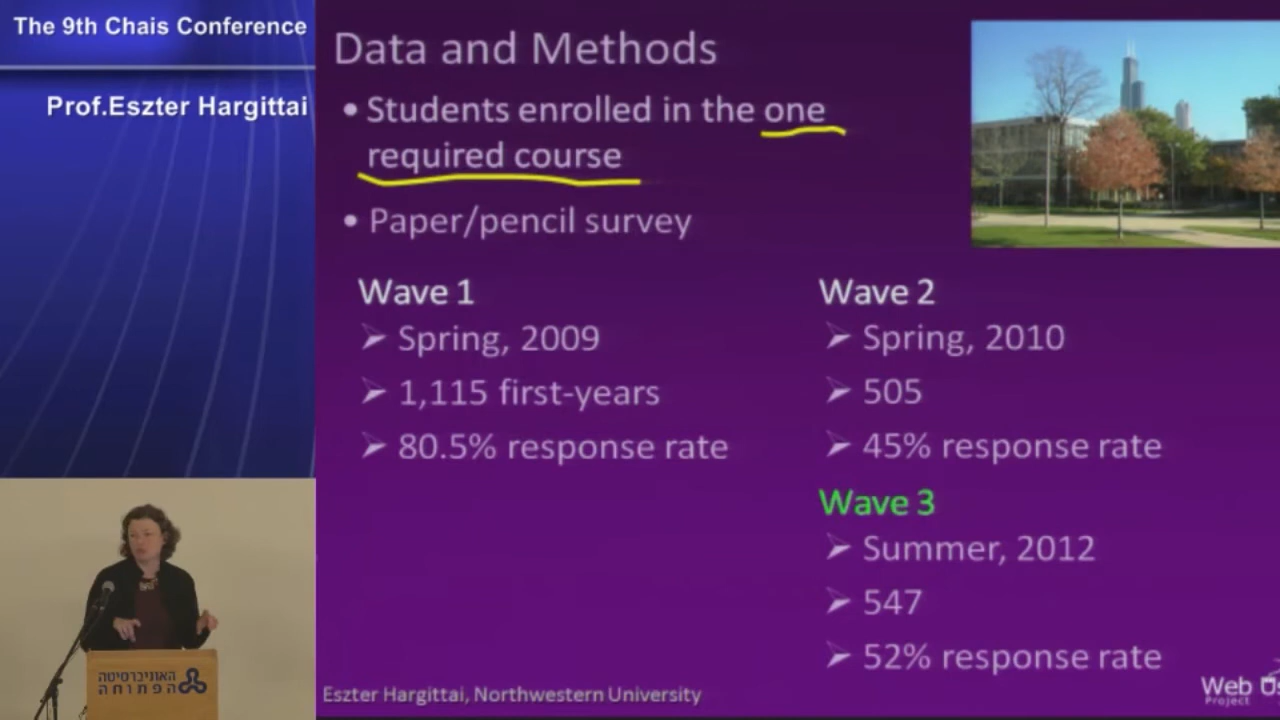 The 9th Chais Conference
Prof.Eszter Hargittai
Data and Methods
• Students enrolled in the one
required course
• Paper/pencil survey
Wave 1
➢ Spring, 2009
➢ 1,115 first-years
➢ 80.5% response rate
Wave 2
➢ Spring, 2010
➢ 505
➢ 45% response rate
Wave 3
➢ Summer, 2012
➢ 547
➢ 52% response rate
Eszter Hargittai, Northwestern University
Web
Project
האוניברסיטה
הפתוחה